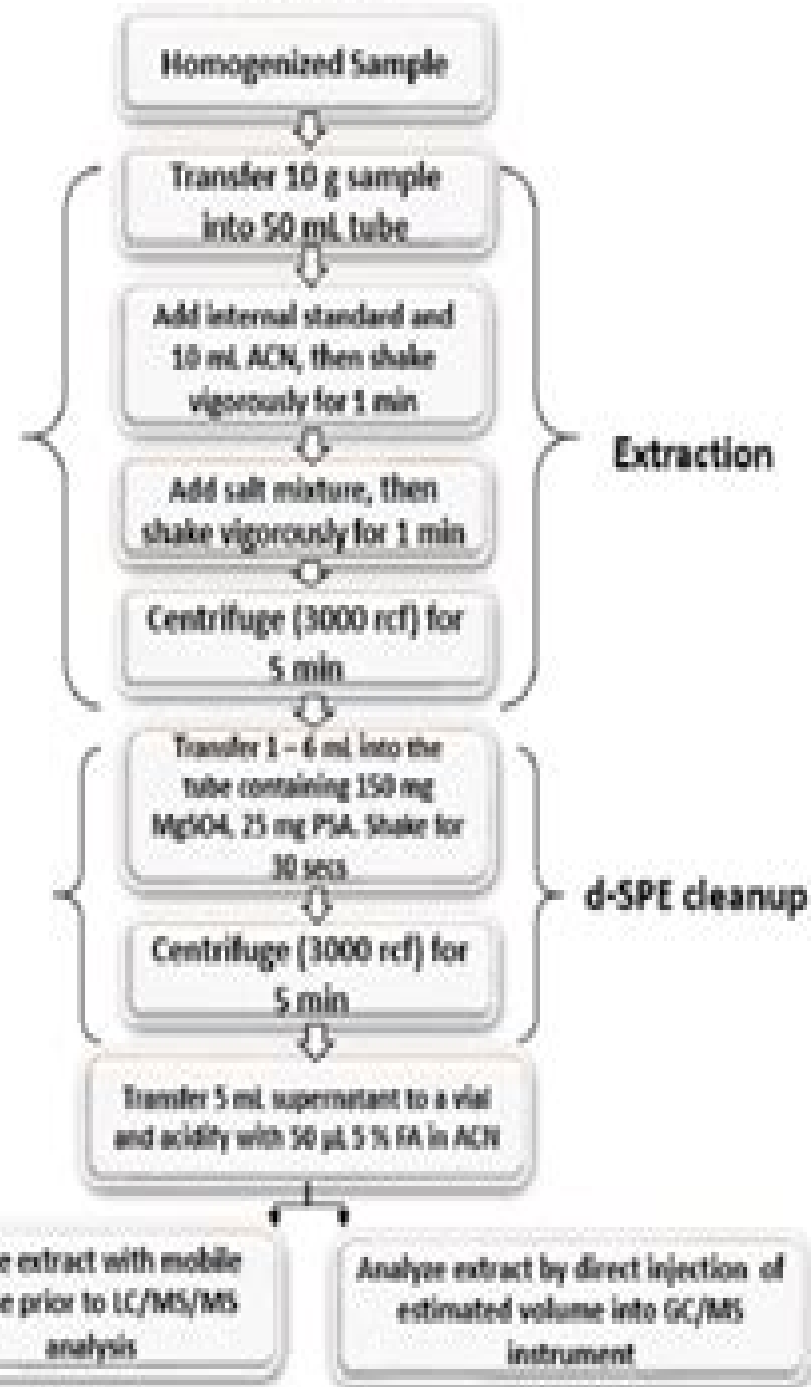 Homogenized Sample
Transfer 10 g sample
into 50 mL tube
Add internal standard and
10 mL ACN, then shake
vigorously for 1 min
Extraction
Add salt mixture, then
shake vigorously for 1 min
Centrifuge (3000 rcf) for
5 min
Transfer 1 – 6 mL into the
tube containing 150 mg
MgSO4, 25 mg PSA. Shake for
30 secs
d-SPE cleanup
Centrifuge (3000 rcf) for
5 min
Transfer 5 mL supernatant to a vial
and acidify with 50 µL 5 % FA in ACN
e extract with mobile
e prior to LC/MS/MS
analysis
Analyze extract by direct injection of
estimated volume into GC/MS
instrument